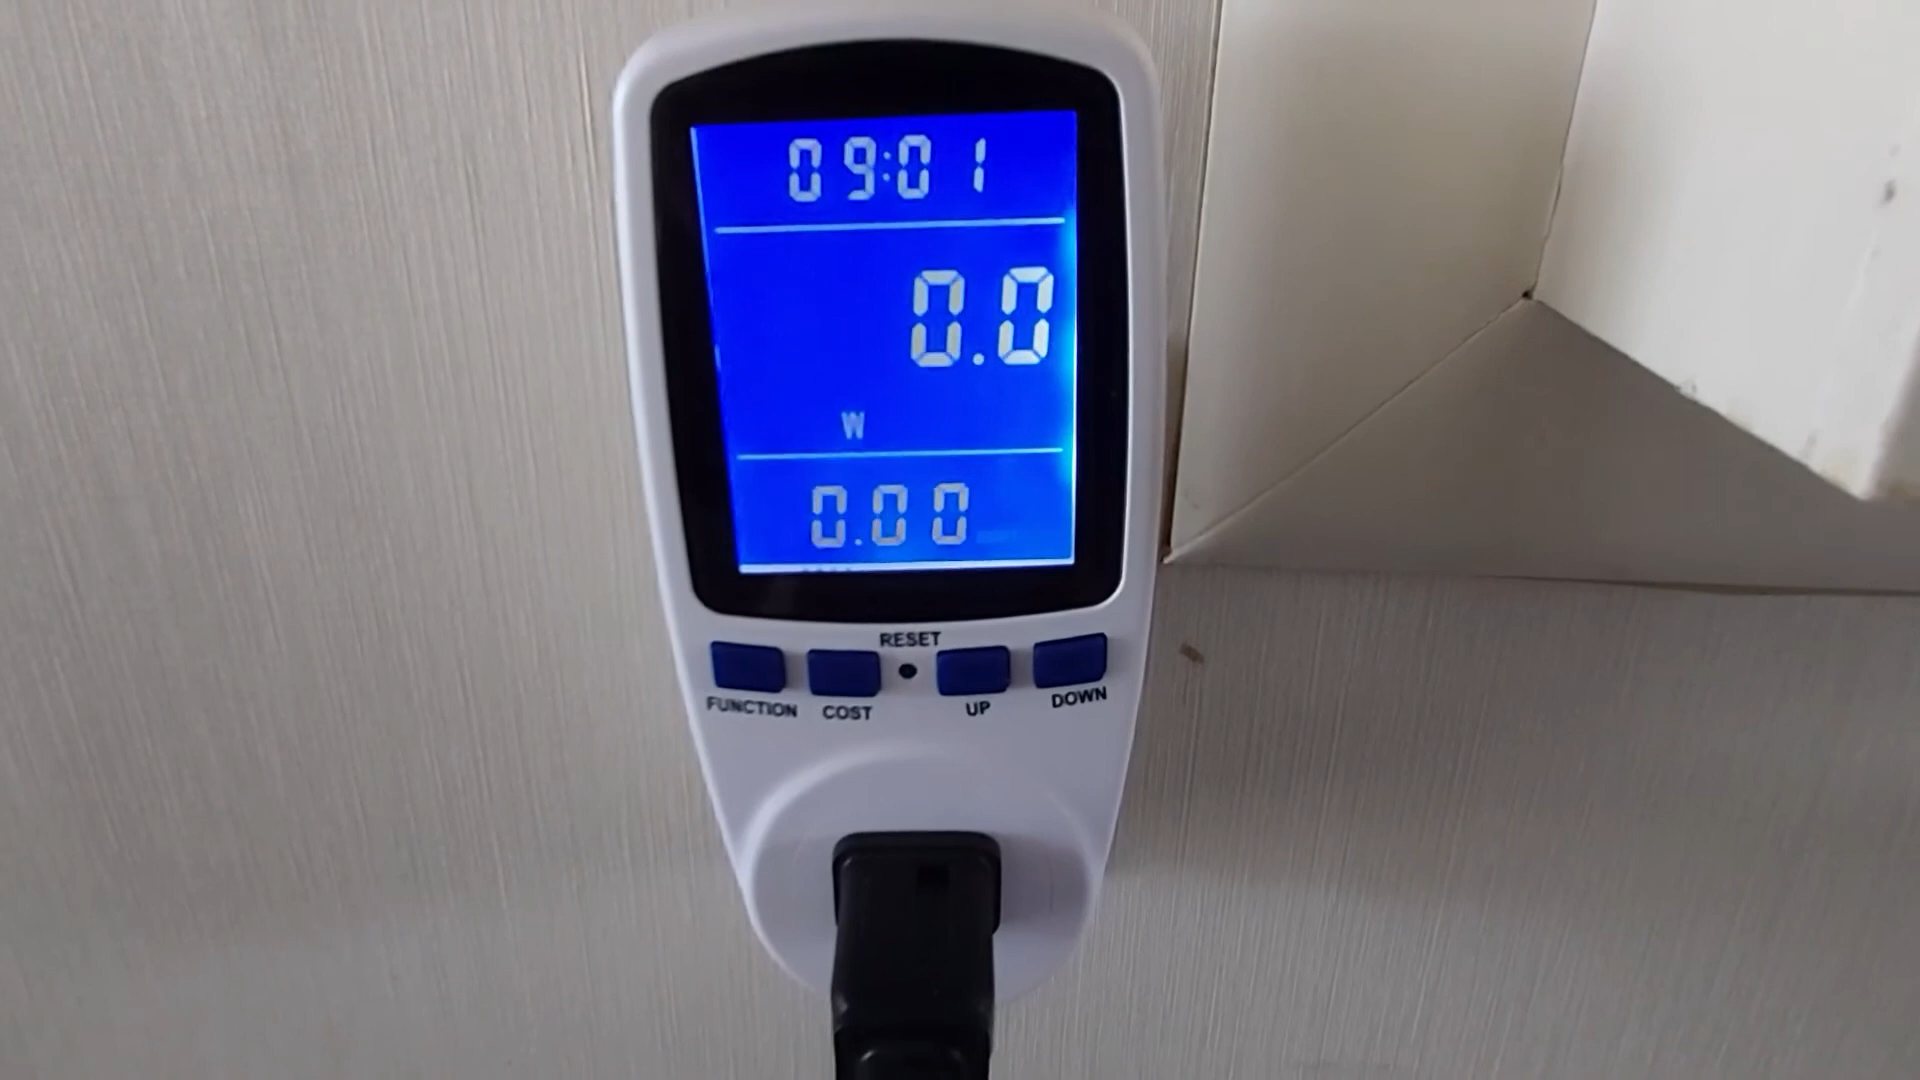 09:01
0.0
W
0.00
RESET
FUNCTION COST UP DOWN